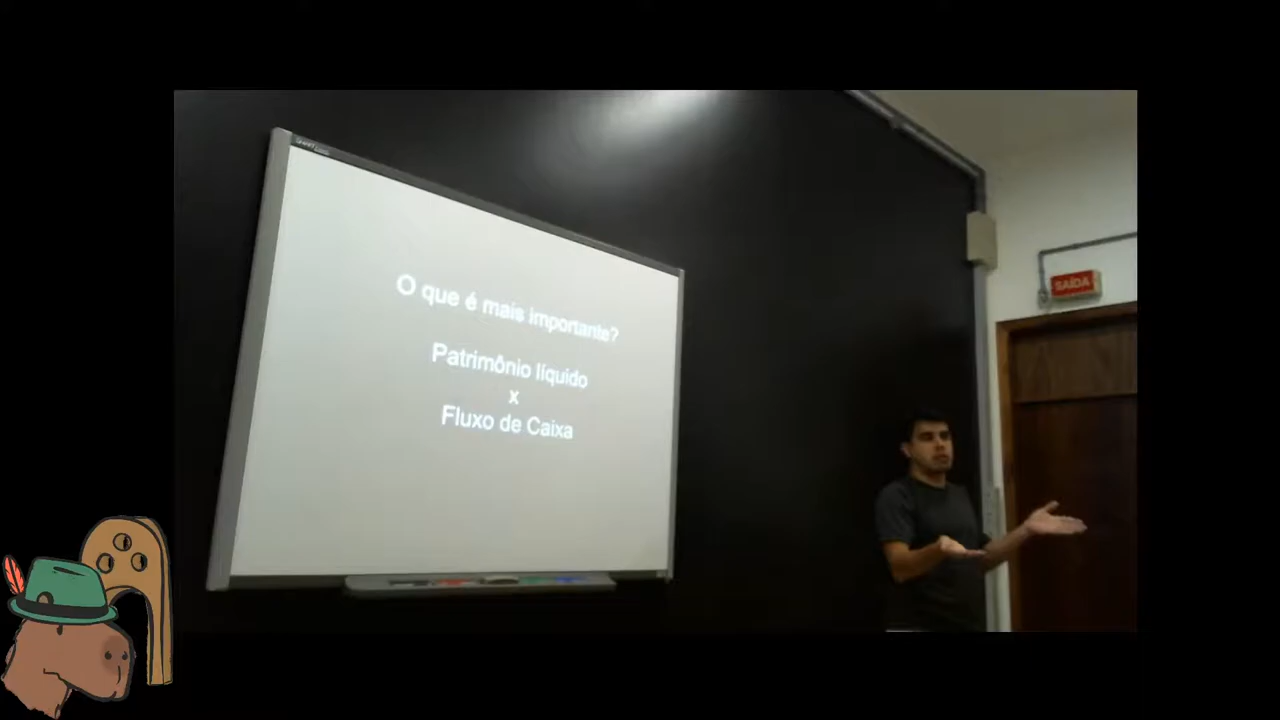 O que é mais importante?
Patrimônio líquido
x
Fluxo de Caixa
SAÍDA